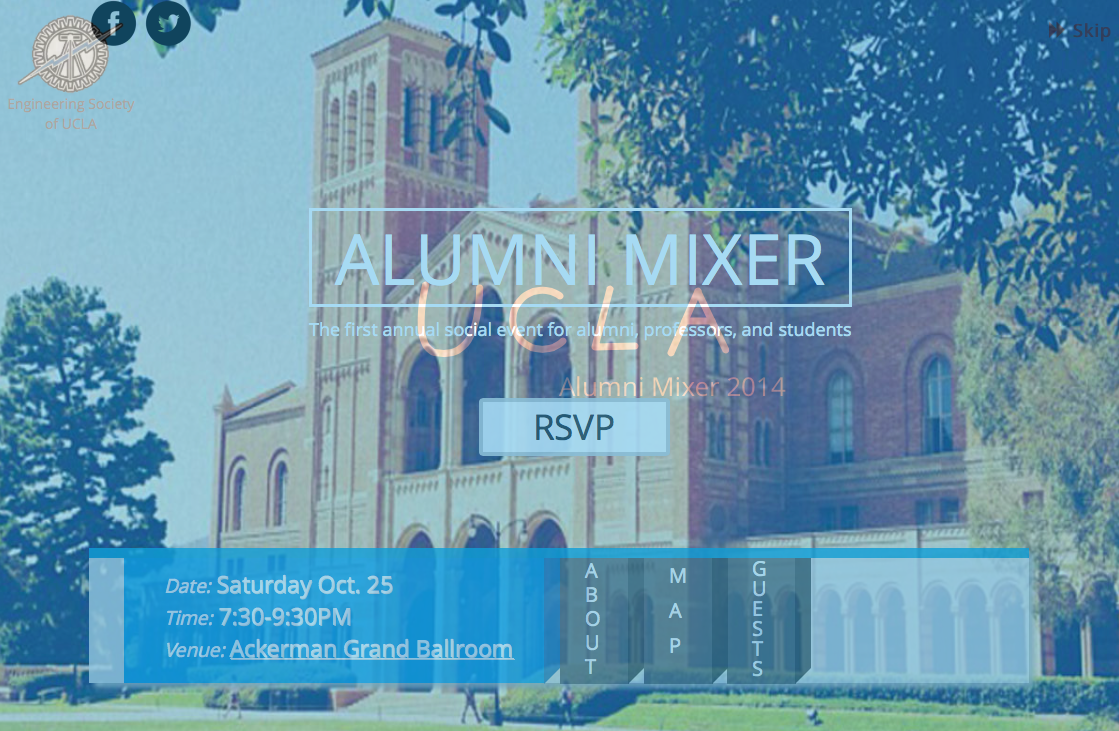 Skip
Engineering Society
of UCLA
ALUMNI MIXER
UCLA
The first annual social event for alumni, professors, and students
Alumni Mixer 2014
RSVP
Date: Saturday Oct. 25
Time: 7:30-9:30PM
Venue: Ackerman Grand Ballroom
ABOUT
MAP
GUESTS